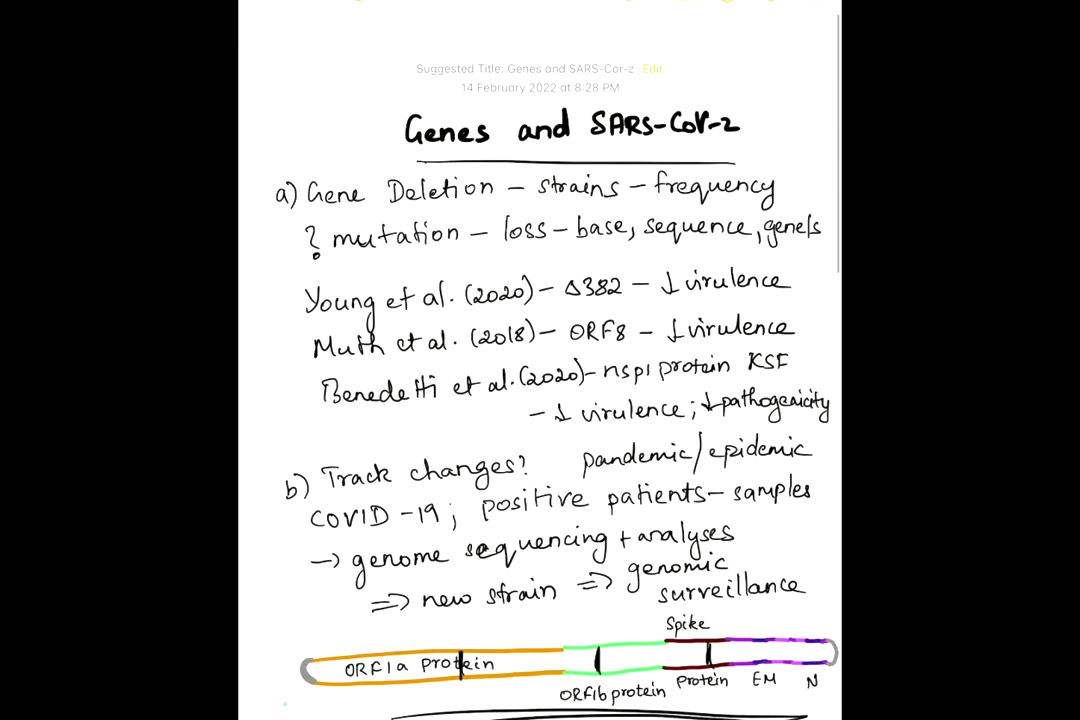 Suggested Title: Genes and SARS-Cor-z Edit
14 February 2022 at 8:28 PM
Genes and SARS-CoV-2
a) Gene Deletion – strains – frequency
? mutation – loss – base, sequence, gene/s
Young et al. (2020) – Δ382 – ↓ virulence
Muth et al. (2018) – ORF8 – ↓ virulence
Benedetti et al. (2020) – nsp1 protein KSF
– ↓ virulence; ↓ pathogenicity
b) Track changes? pandemic/epidemic
COVID-19; positive patients – samples
→ genome sequencing + analyses
⇒ new strain ⇒ genomic surveillance
Spike
ORF1a protein
ORF1b protein Protein EM N